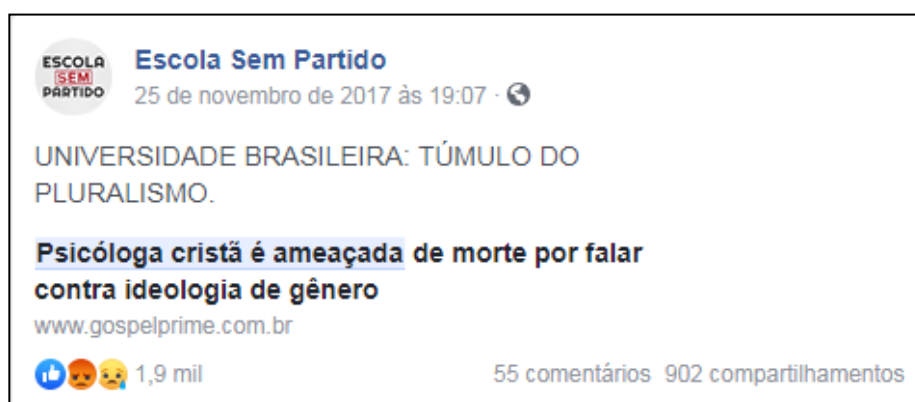 ESCOLA
SEM
PARTIDO
Escola Sem Partido
25 de novembro de 2017 às 19:07 ·
UNIVERSIDADE BRASILEIRA: TÚMULO DO
PLURALISMO.
Psicóloga cristã é ameaçada de morte por falar
contra ideologia de gênero
www.gospelprime.com.br
1,9 mil
55 comentários 902 compartilhamentos